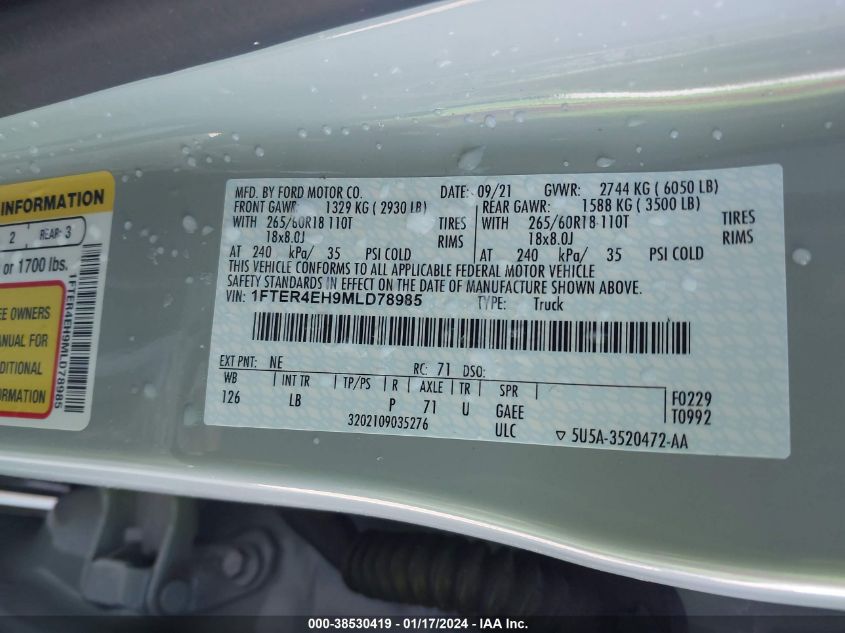 INFORMATION
2 REAR: 3
or 1700 lbs.
EE OWNERS
MANUAL FOR
DITIONAL
RMATION
1FTER4EH9MLD78985
MFD. BY FORD MOTOR CO. DATE: 09/21 GVWR: 2744 KG ( 6050 LB)
FRONT GAWR: 1329 KG ( 2930 LB) REAR GAWR: 1588 KG ( 3500 LB)
WITH 265/60R18 110T TIRES WITH 265/60R18 110T TIRES
18x8.0J RIMS 18x8.0J RIMS
AT 240 kPa/ 35 PSI COLD AT 240 kPa/ 35 PSI COLD
THIS VEHICLE CONFORMS TO ALL APPLICABLE FEDERAL MOTOR VEHICLE
SAFETY STANDARDS IN EFFECT ON THE DATE OF MANUFACTURE SHOWN ABOVE.
VIN: 1FTER4EH9MLD78985 TYPE: Truck
EXT PNT: NE RC: 71 DSO:
WB INT TR TP/PS R AXLE TR SPR
126 LB P 71 U GAEE F0229
3202109035276 ULC T0992
5U5A-3520472-AA
000-38530419 - 01/17/2024 - IAA Inc.